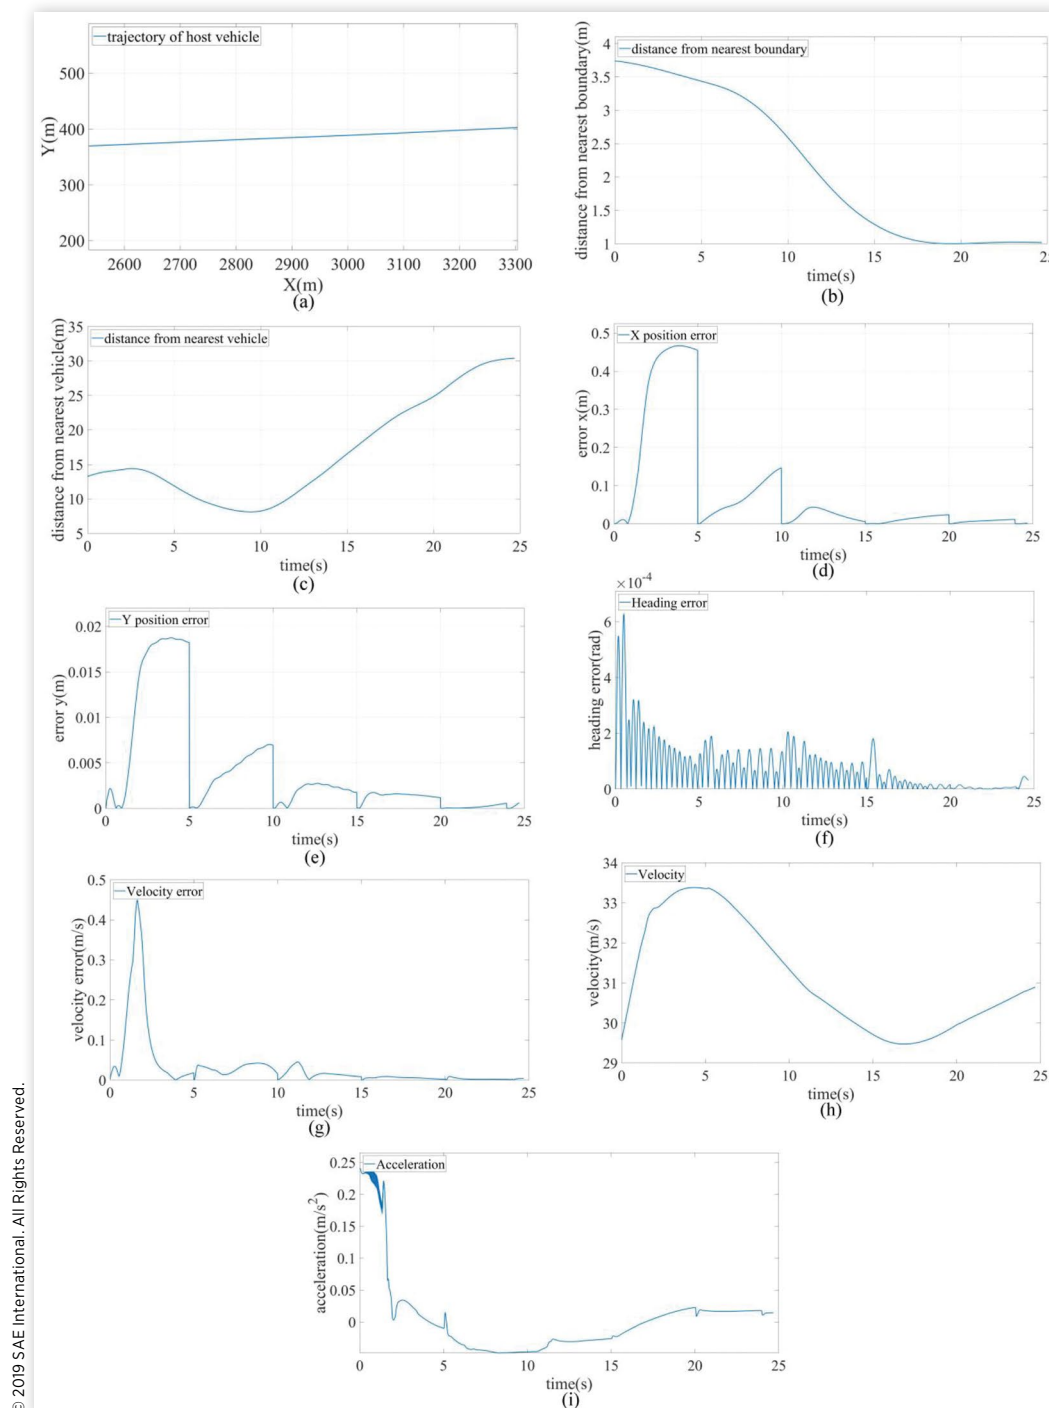 trajectory of host vehicle
500
400
300
200
Y(m)
2600 2700 2800 2900 3000 3100 3200 3300
X(m)
(a)
distance from nearest boundary
4
3.5
3
2.5
2
1.5
1
distance from nearest boundary(m)
0 5 10 15 20
time(s)
(b)
distance from nearest vehicle
35
30
25
20
15
10
5
distance from nearest vehicle(m)
0 5 10 15 20 25
time(s)
(c)
X position error
0.5
0.4
0.3
0.2
0.1
0
error x(m)
0 5 10 15 20 25
time(s)
(d)
Y position error
0.02
0.015
0.01
0.005
0
error y(m)
0 5 10 15 20 25
time(s)
(e)
×10-4
Heading error
6
4
2
0
heading error(rad)
0 5 10 15 20 25
time(s)
(f)
Velocity error
0.5
0.4
0.3
0.2
0.1
0
velocity error(m/s)
0 5 10 15 20 25
time(s)
(g)
Velocity
34
33
32
31
30
29
velocity(m/s)
0 5 10 15 20 25
time(s)
(h)
Acceleration
0.25
0.2
0.15
0.1
0.05
0
acceleration(m/s2)
0 5 10 15 20 25
time(s)
(i)
© 2019 SAE International. All Rights Reserved.